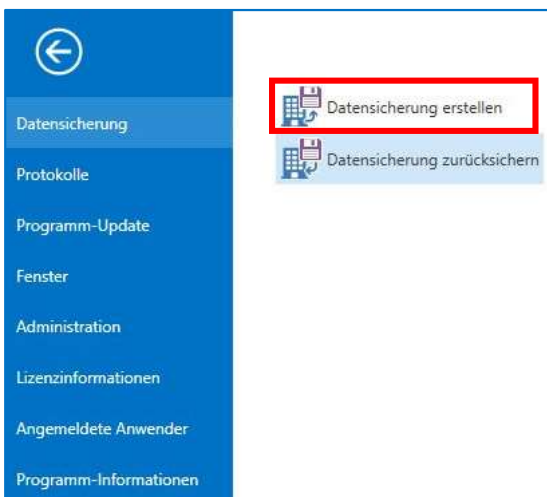 Datensicherung
Protokolle
Programm-Update
Fenster
Administration
Lizenzinformationen
Angemeldete Anwender
Programm-Informationen
Datensicherung erstellen
Datensicherung zurücksichern